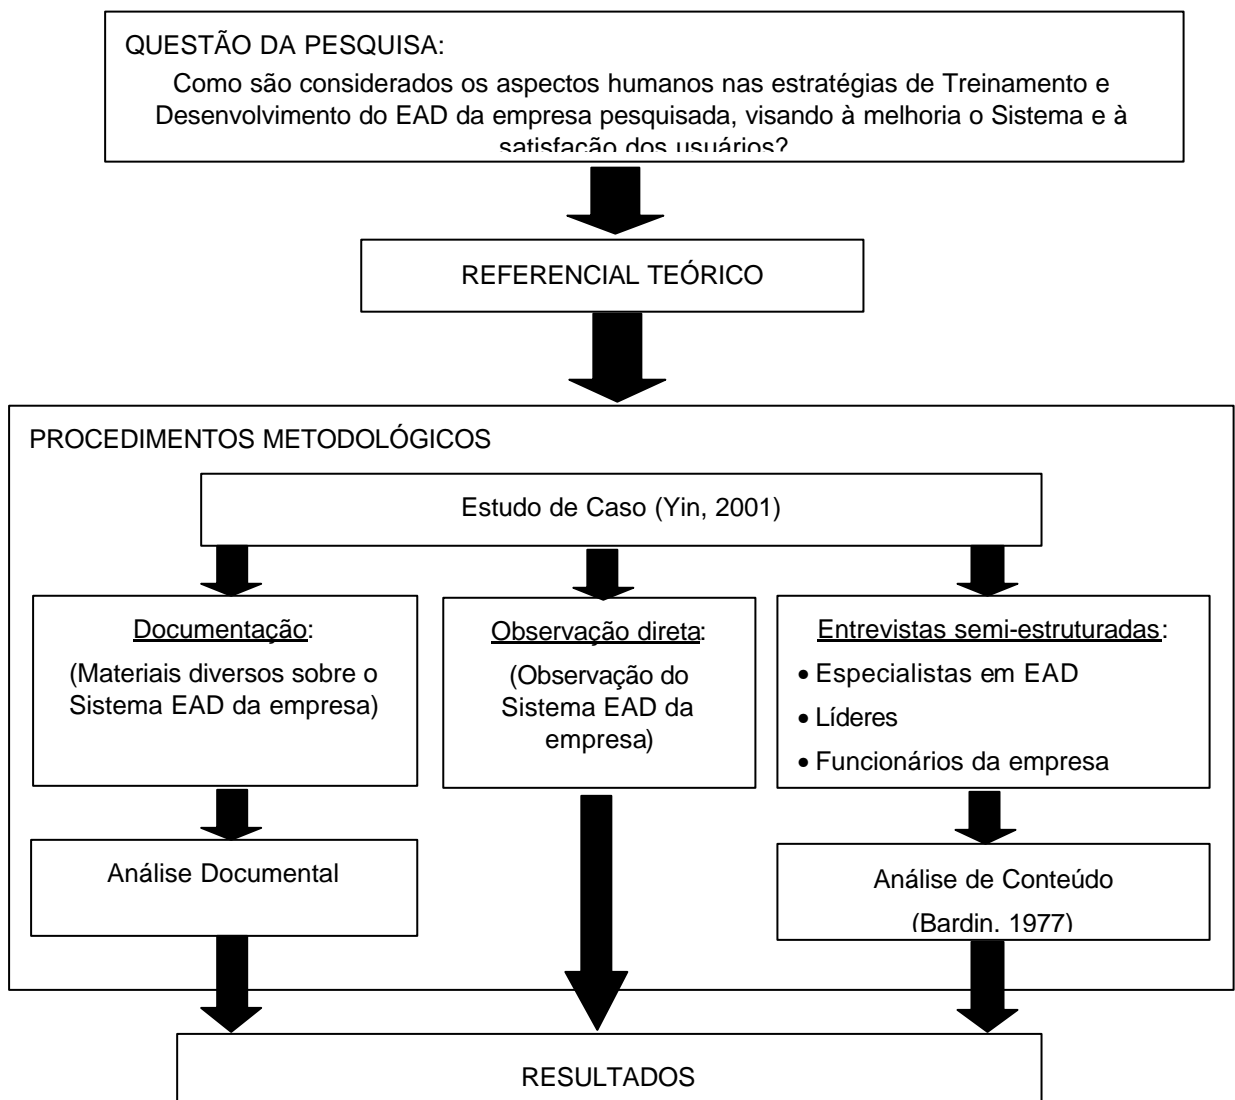 QUESTÃO DA PESQUISA:
Como são considerados os aspectos humanos nas estratégias de Treinamento e
Desenvolvimento do EAD da empresa pesquisada, visando à melhoria o Sistema e à
satisfação dos usuários?
REFERENCIAL TEÓRICO
PROCEDIMENTOS METODOLÓGICOS
Estudo de Caso (Yin, 2001)
Documentação:
(Materiais diversos sobre o
Sistema EAD da empresa)
Observação direta:
(Observação do
Sistema EAD da
empresa)
Entrevistas semi-estruturadas:
• Especialistas em EAD
• Líderes
• Funcionários da empresa
Análise Documental
Análise de Conteúdo
(Bardin, 1977)
RESULTADOS